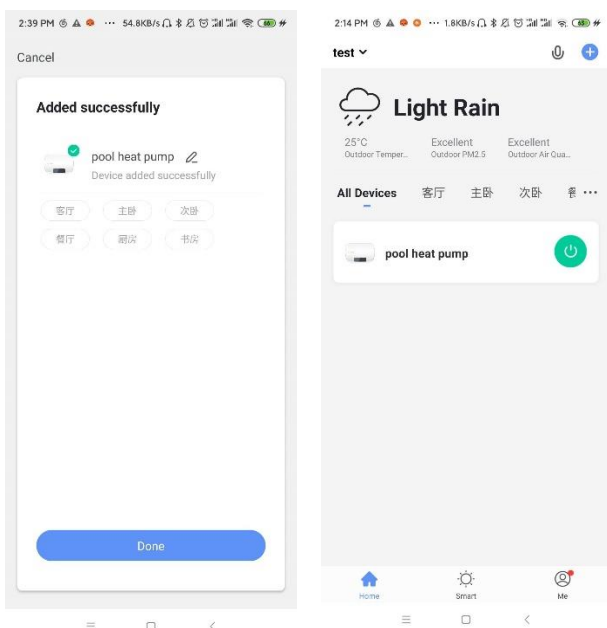 2:39 PM
54.8KB/s
Cancel
Added successfully
pool heat pump
Device added successfully
客厅 主卧 次卧
餐厅 厨房 书房
Done
2:14 PM
1.8KB/s
test
Light Rain
25°C Excellent Excellent
Outdoor Temper... Outdoor PM2.5 Outdoor Air Qua...
All Devices 客厅 主卧 次卧
pool heat pump
Home Smart Me